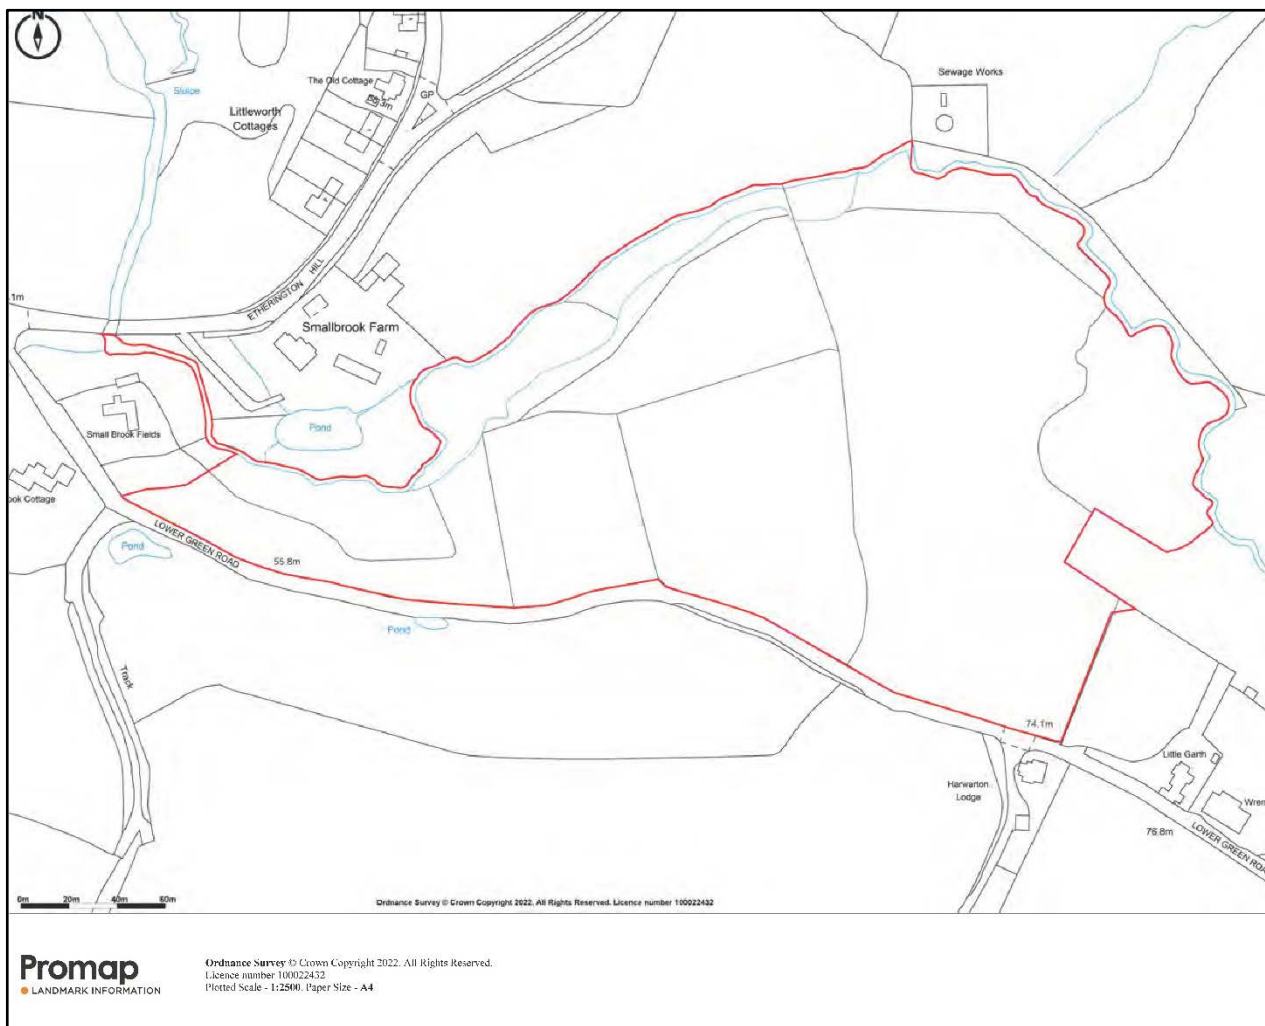 N
Sewage Works
The Old Cottage
GP
Sluice
Littleworth
Cottages
ETHERINGTON HILL
.1m
Smallbrook Farm
Pond
Small Brook Fields
ook Cottage
LOWER GREEN ROAD
Pond
55.8m
Pond
Track
74.1m
Little Garth
Harwarton
Lodge
Wren
76.8m
LOWER GREEN ROAD
0m 20m 40m 60m
Ordnance Survey © Crown Copyright 2022. All Rights Reserved. Licence number 100022432
Promap
LANDMARK INFORMATION
Ordnance Survey © Crown Copyright 2022. All Rights Reserved.
Licence number 100022432
Plotted Scale - 1:2500. Paper Size - A4